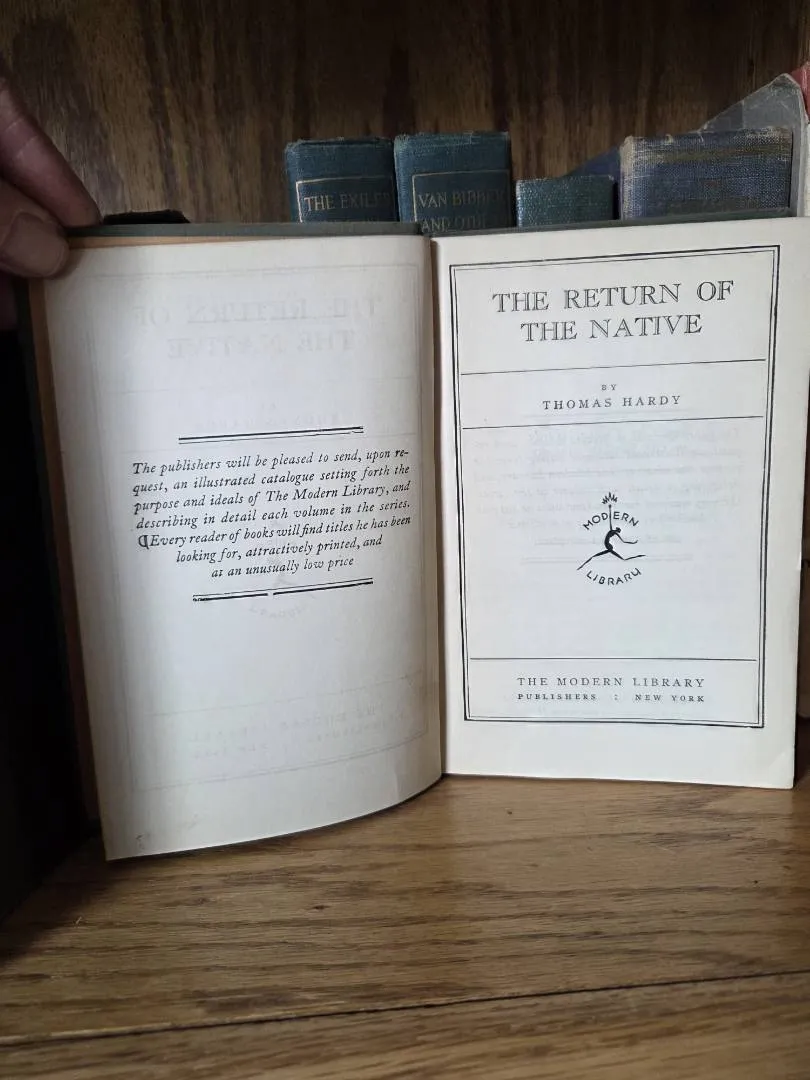 THE EXILES
VAN BIBBER
AND OTHE
The publishers will be pleased to send, upon re-
quest, an illustrated catalogue setting forth the
purpose and ideals of The Modern Library, and
describing in detail each volume in the series.
¶Every reader of books will find titles he has been
looking for, attractively printed, and
at an unusually low price
THE RETURN OF
THE NATIVE
BY
THOMAS HARDY
MODERN
LIBRARY
THE MODERN LIBRARY
PUBLISHERS : NEW YORK